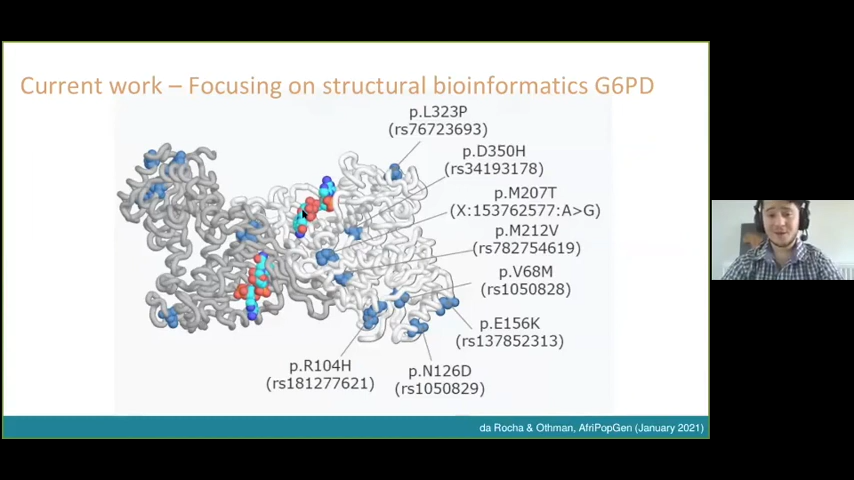 Current work – Focusing on structural bioinformatics G6PD
p.L323P
(rs76723693)
p.D350H
(rs34193178)
p.M207T
(X:153762577:A>G)
p.M212V
(rs782754619)
p.V68M
(rs1050828)
p.E156K
(rs137852313)
p.R104H
(rs181277621)
p.N126D
(rs1050829)
da Rocha & Othman, AfriPopGen (January 2021)